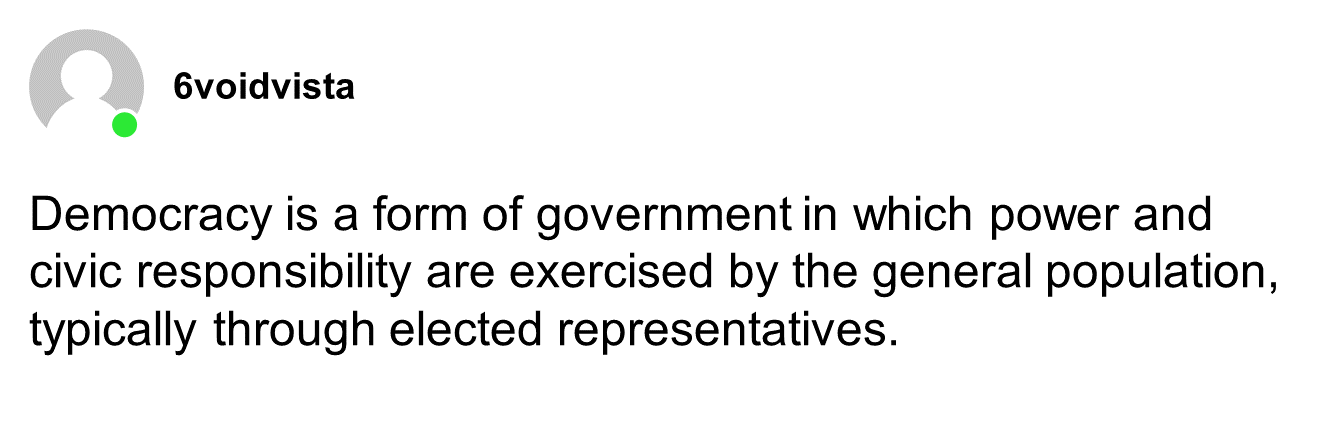 6voidvista
Democracy is a form of government in which power and
civic responsibility are exercised by the general population,
typically through elected representatives.